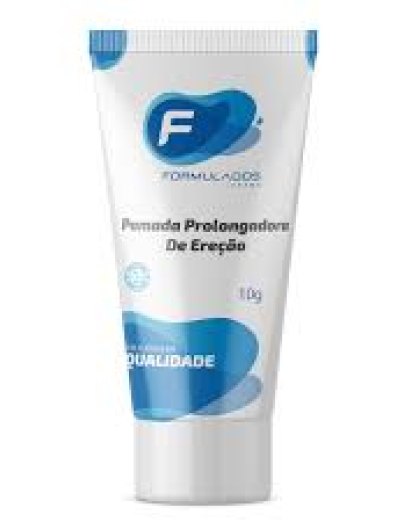 F
FORMULADOS
Pomada Prolongadora
De Ereção
10g
QUALIDADE